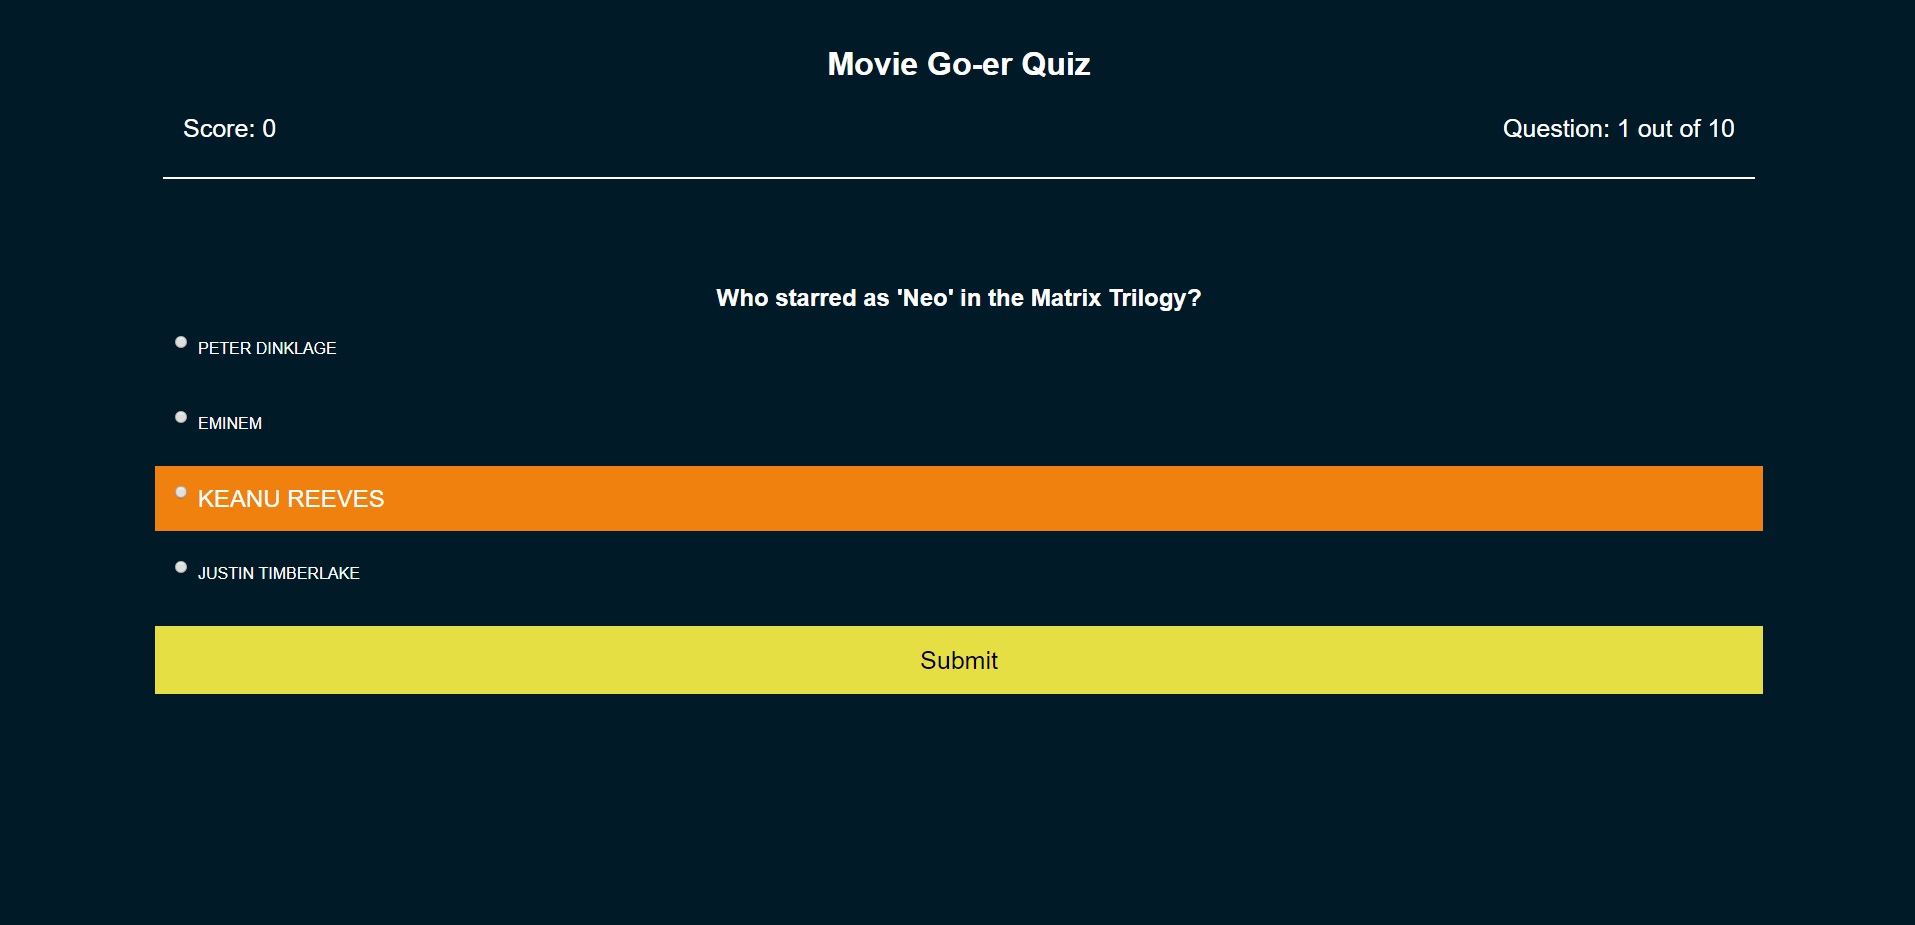 Movie Go-er Quiz
Score: 0
Question: 1 out of 10
Who starred as 'Neo' in the Matrix Trilogy?
PETER DINKLAGE
EMINEM
KEANU REEVES
JUSTIN TIMBERLAKE
Submit